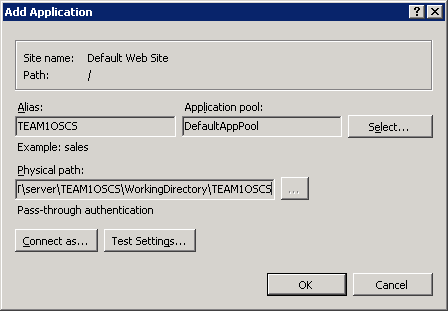 Add Application
Site name: Default Web Site
Path: /
Alias: Application pool:
TEAM1OSCS DefaultAppPool Select...
Example: sales
Physical path:
\server\TEAM1OSCS\WorkingDirectory\TEAM1OSCS ...
Pass-through authentication
Connect as... Test Settings...
OK Cancel